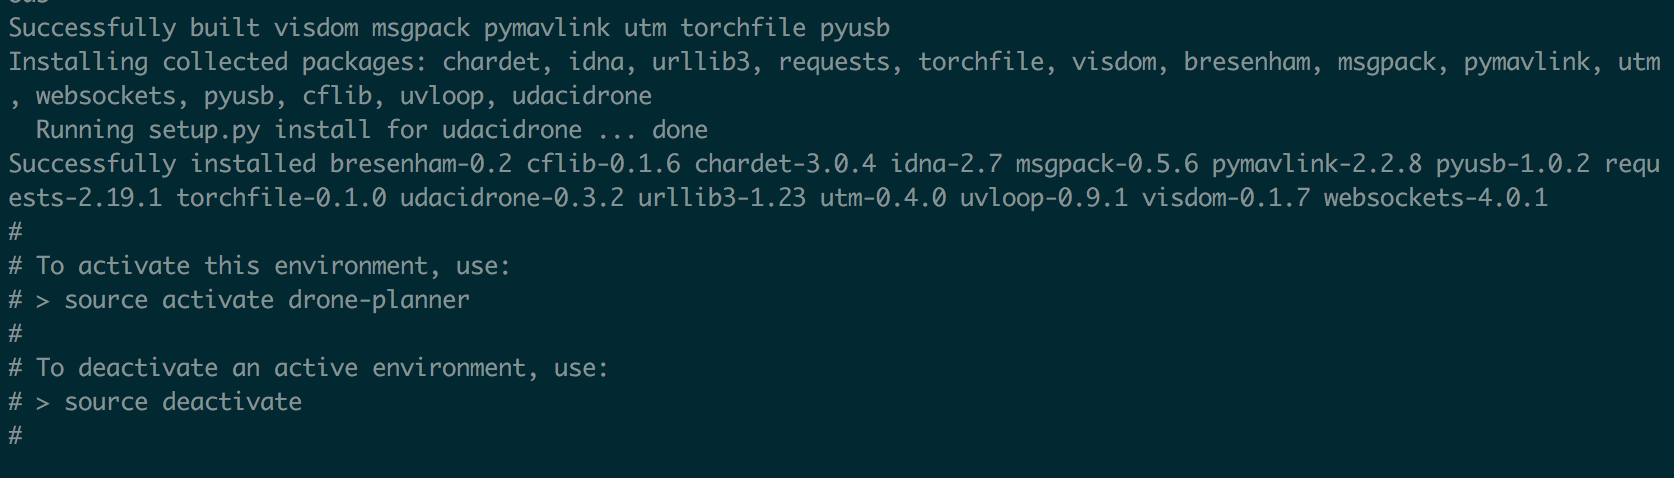 Successfully built visdom msgpack pymavlink utm torchfile pyusb
Installing collected packages: chardet, idna, urllib3, requests, torchfile, visdom, bresenham, msgpack, pymavlink, utm
, websockets, pyusb, cflib, uvloop, udacidrone
  Running setup.py install for udacidrone ... done
Successfully installed bresenham-0.2 cflib-0.1.6 chardet-3.0.4 idna-2.7 msgpack-0.5.6 pymavlink-2.2.8 pyusb-1.0.2 requ
ests-2.19.1 torchfile-0.1.0 udacidrone-0.3.2 urllib3-1.23 utm-0.4.0 uvloop-0.9.1 visdom-0.1.7 websockets-4.0.1
#
# To activate this environment, use:
# > source activate drone-planner
#
# To deactivate an active environment, use:
# > source deactivate
#